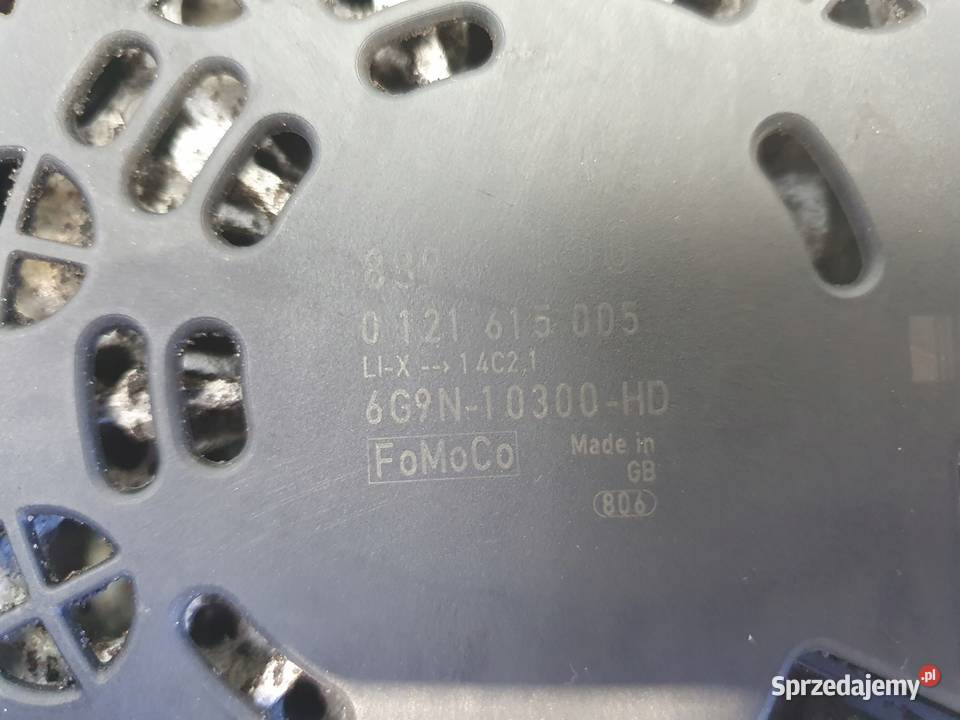 0 121 615 005
LI-X --> 14C2,1
6G9N-10300-HD
FoMoCo
Made in
GB
806
Sprzedajemy.pl